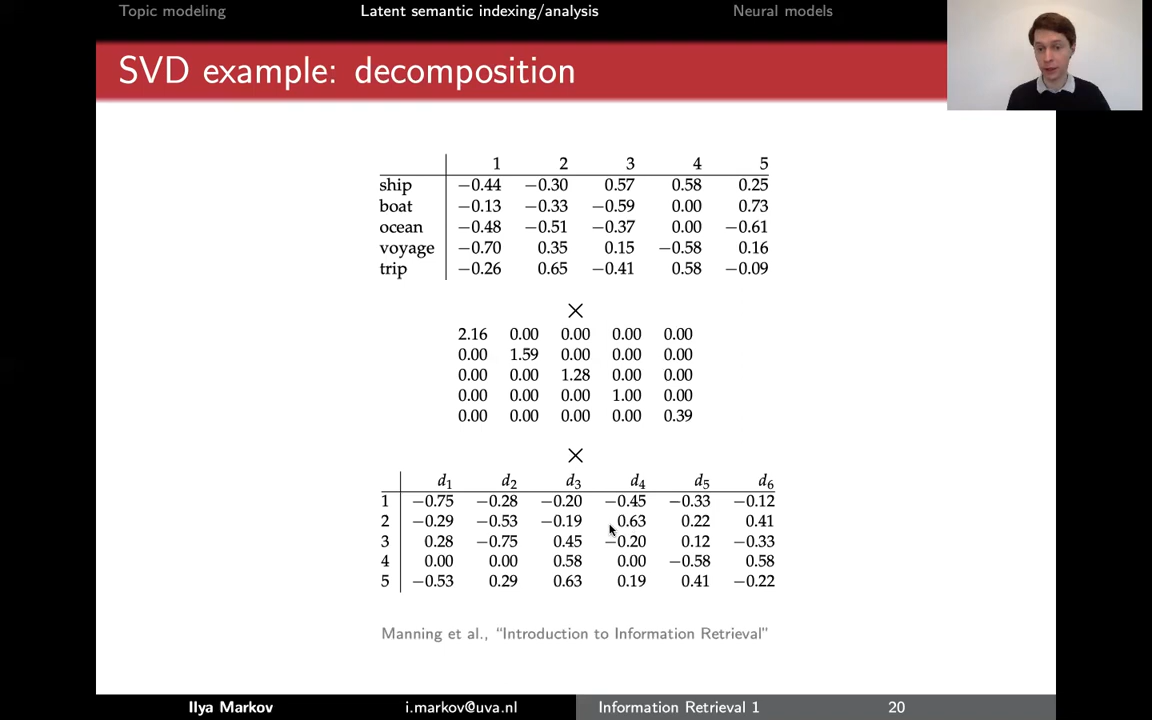 Topic modeling Latent semantic indexing/analysis Neural models
SVD example: decomposition
1 2 3 4 5
ship −0.44 −0.30 0.57 0.58 0.25
boat −0.13 −0.33 −0.59 0.00 0.73
ocean −0.48 −0.51 −0.37 0.00 −0.61
voyage −0.70 0.35 0.15 −0.58 0.16
trip −0.26 0.65 −0.41 0.58 −0.09
×
2.16 0.00 0.00 0.00 0.00
0.00 1.59 0.00 0.00 0.00
0.00 0.00 1.28 0.00 0.00
0.00 0.00 0.00 1.00 0.00
0.00 0.00 0.00 0.00 0.39
×
d₁ d₂ d₃ d₄ d₅ d₆
1 −0.75 −0.28 −0.20 −0.45 −0.33 −0.12
2 −0.29 −0.53 −0.19 0.63 0.22 0.41
3 0.28 −0.75 0.45 −0.20 0.12 −0.33
4 0.00 0.00 0.58 0.00 −0.58 0.58
5 −0.53 0.29 0.63 0.19 0.41 −0.22
Manning et al., “Introduction to Information Retrieval”
Ilya Markov i.markov@uva.nl Information Retrieval 1 20